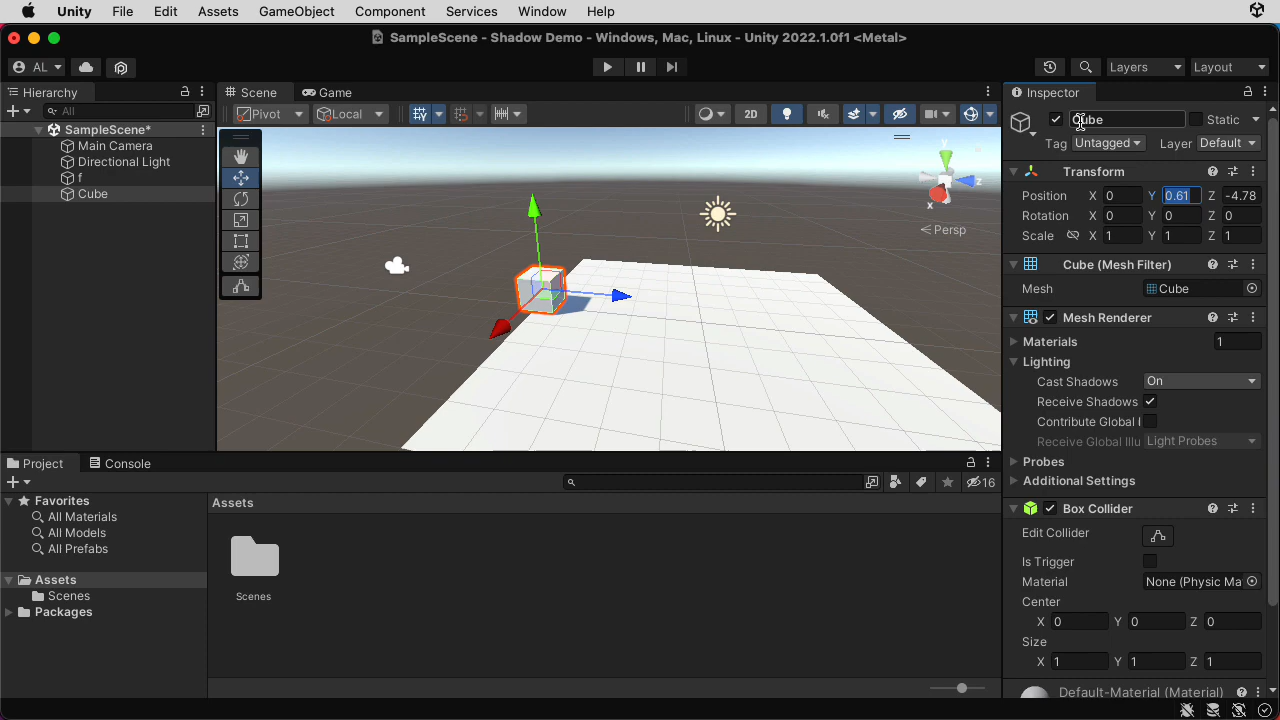 Unity File Edit Assets GameObject Component Services Window Help
SampleScene - Shadow Demo - Windows, Mac, Linux - Unity 2022.1.0f1 <Metal>
AL Layers Layout
Hierarchy
All
SampleScene*
Main Camera
Directional Light
f
Cube
Scene Game
Pivot Local 2D
y
z
x
Persp
Inspector
Cube Static
Tag Untagged Layer Default
Transform
Position X 0 Y 0.61 Z -4.78
Rotation X 0 Y 0 Z 0
Scale X 1 Y 1 Z 1
Cube (Mesh Filter)
Mesh Cube
Mesh Renderer
Materials 1
Lighting
Cast Shadows On
Receive Shadows
Contribute Global I
Receive Global Illu Light Probes
Probes
Additional Settings
Box Collider
Edit Collider
Is Trigger
Material None (Physic Ma
Center
X 0 Y 0 Z 0
Size
X 1 Y 1 Z 1
Default-Material (Material)
Project Console
16
Favorites
All Materials
All Models
All Prefabs
Assets
Scenes
Packages
Assets
Scenes